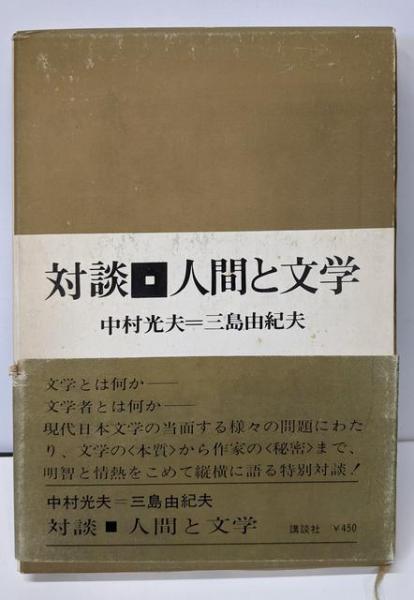 対談▣人間と文学
中村光夫＝三島由紀夫
文学とは何か――
文学者とは何か――
現代日本文学の当面する様々の問題にわた
り、文学の〈本質〉から作家の〈秘密〉まで、
明智と情熱をこめて縦横に語る特別対談！
中村光夫＝三島由紀夫
対談■人間と文学 講談社 ￥450